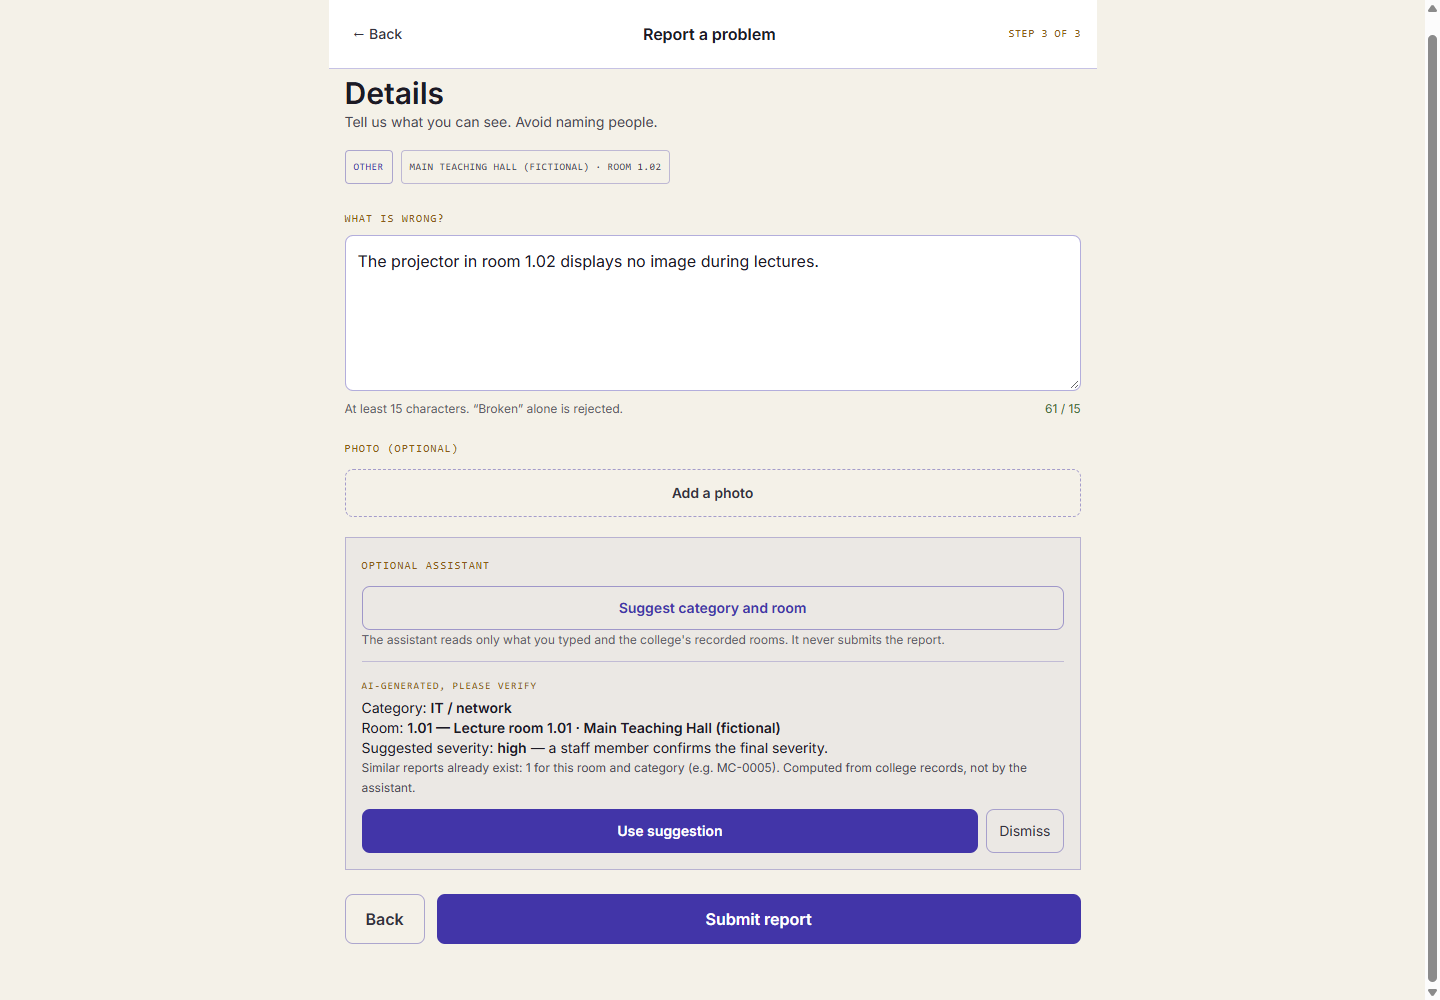 ← Back
Report a problem
STEP 3 OF 3
Details
Tell us what you can see. Avoid naming people.
OTHER
MAIN TEACHING HALL (FICTIONAL) · ROOM 1.02
WHAT IS WRONG?
The projector in room 1.02 displays no image during lectures.
At least 15 characters. “Broken” alone is rejected.
61 / 15
PHOTO (OPTIONAL)
Add a photo
OPTIONAL ASSISTANT
Suggest category and room
The assistant reads only what you typed and the college's recorded rooms. It never submits the report.
AI-GENERATED, PLEASE VERIFY
Category: IT / network
Room: 1.01 — Lecture room 1.01 · Main Teaching Hall (fictional)
Suggested severity: high — a staff member confirms the final severity.
Similar reports already exist: 1 for this room and category (e.g. MC-0005). Computed from college records, not by the
assistant.
Use suggestion
Dismiss
Back
Submit report